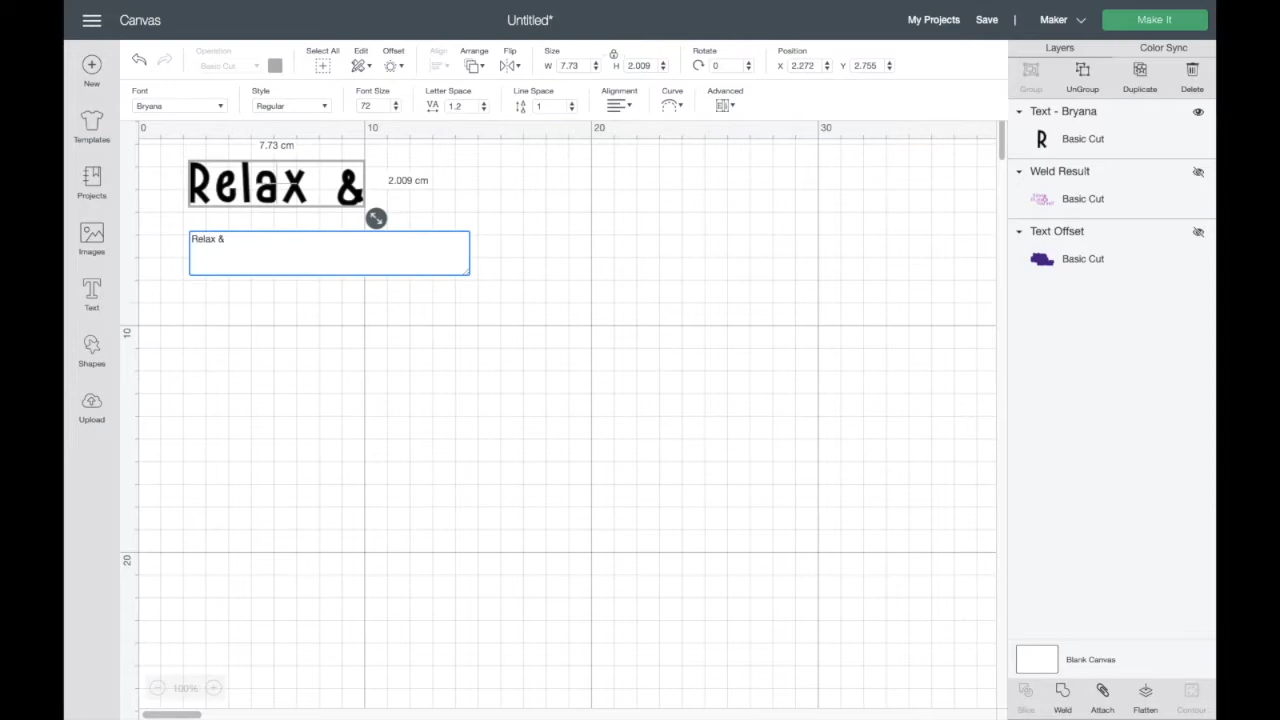 Canvas
Untitled*
My Projects Save | Maker Make It
Operation
Basic Cut
Select All Edit Offset Align Arrange Flip
Size
W 7.73 H 2.009
Rotate
0
Position
X 2.272 Y 2.755
Font
Bryana
Style
Regular
Font Size
72
Letter Space
VA 1.2
Line Space
1
Alignment Curve Advanced
New
Templates
Projects
Images
Text
Shapes
Upload
0 10 20 30
7.73 cm
Relax &
2.009 cm
Relax &
10
20
100%
Layers Color Sync
Group UnGroup Duplicate Delete
Text - Bryana
R Basic Cut
Weld Result
Basic Cut
Text Offset
Basic Cut
Blank Canvas
Slice Weld Attach Flatten Contour